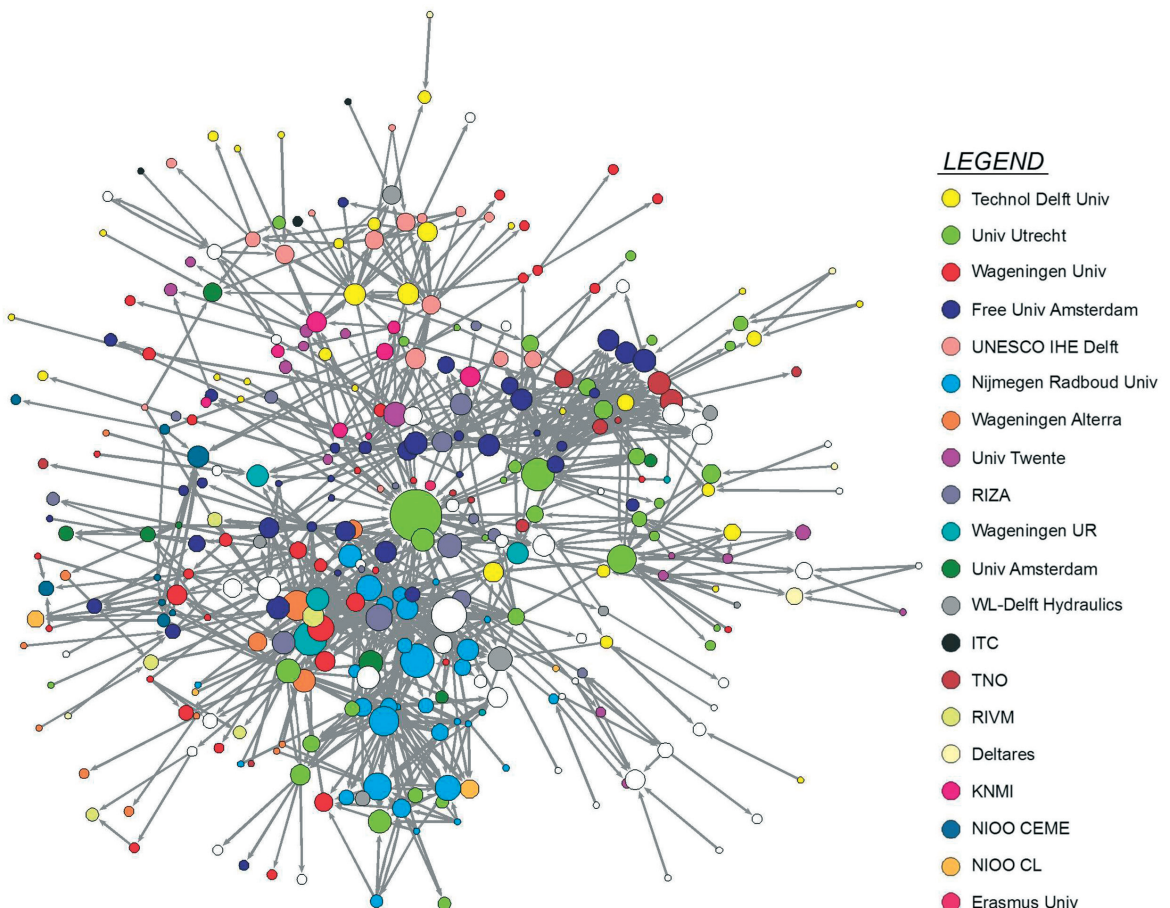 LEGEND
Technol Delft Univ
Univ Utrecht
Wageningen Univ
Free Univ Amsterdam
UNESCO IHE Delft
Nijmegen Radboud Univ
Wageningen Alterra
Univ Twente
RIZA
Wageningen UR
Univ Amsterdam
WL-Delft Hydraulics
ITC
TNO
RIVM
Deltares
KNMI
NIOO CEME
NIOO CL
Erasmus Univ